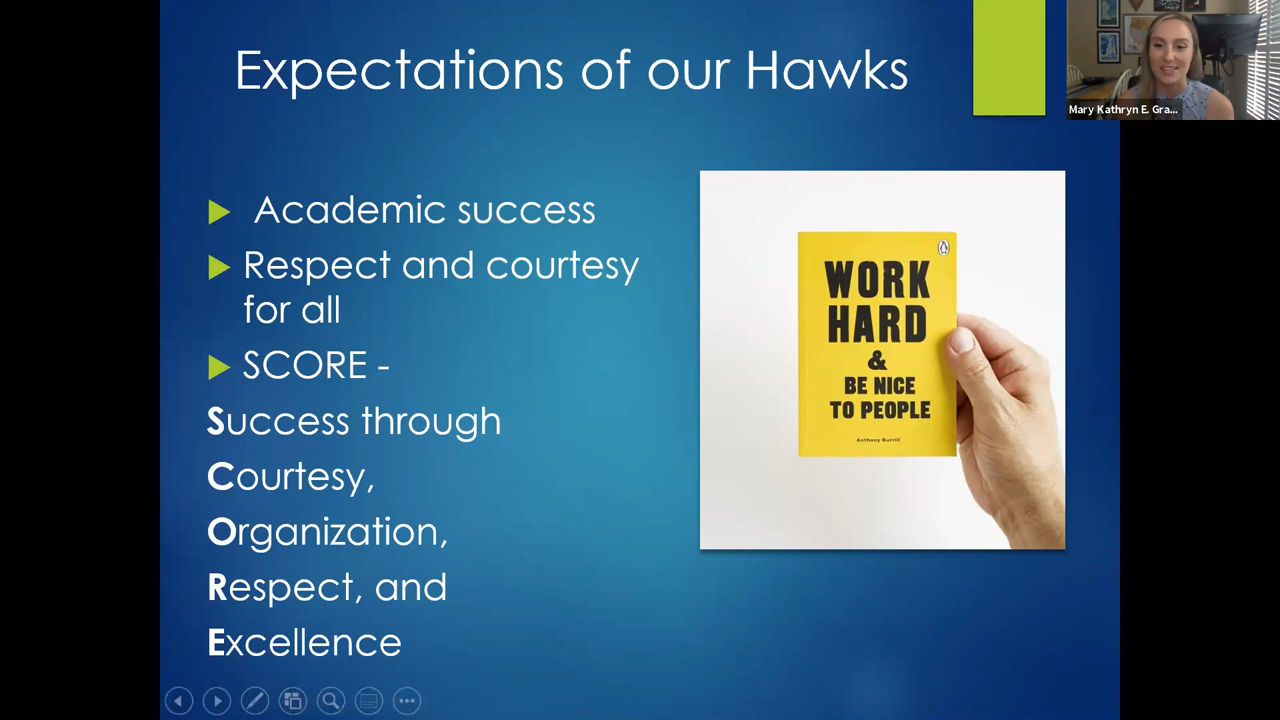 Expectations of our Hawks
Mary Kathryn E. Gra...
Academic success
Respect and courtesy
for all
SCORE -
Success through
Courtesy,
Organization,
Respect, and
Excellence
WORK
HARD
&
BE NICE
TO PEOPLE
Anthony Burrill